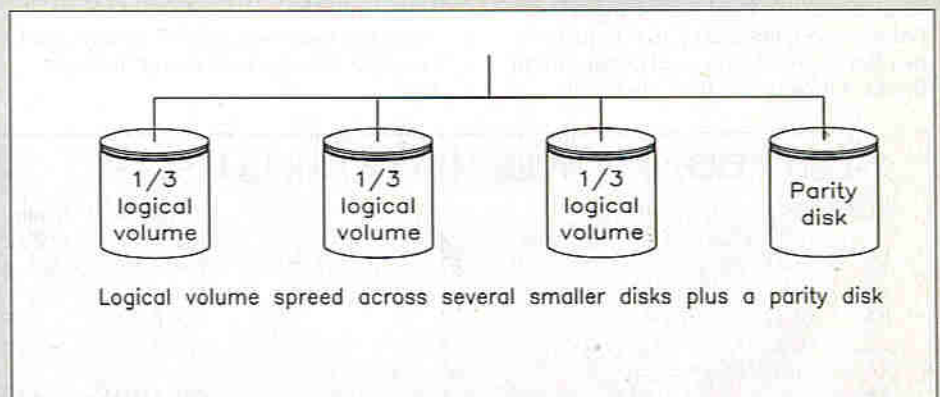 1/3
logical
volume
1/3
logical
volume
1/3
logical
volume
Parity
disk
Logical volume spreed across several smaller disks plus a parity disk